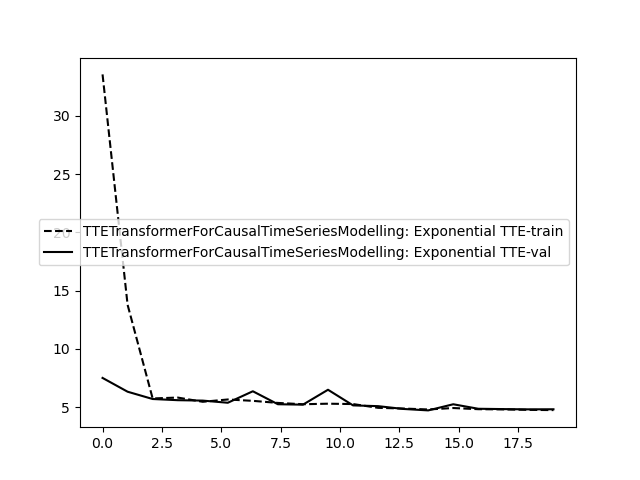 30
25
20
TTETransformerForCausalTimeSeriesModelling: Exponential TTE-train
TTETransformerForCausalTimeSeriesModelling: Exponential TTE-val
15
10
5
0.0 2.5 5.0 7.5 10.0 12.5 15.0 17.5